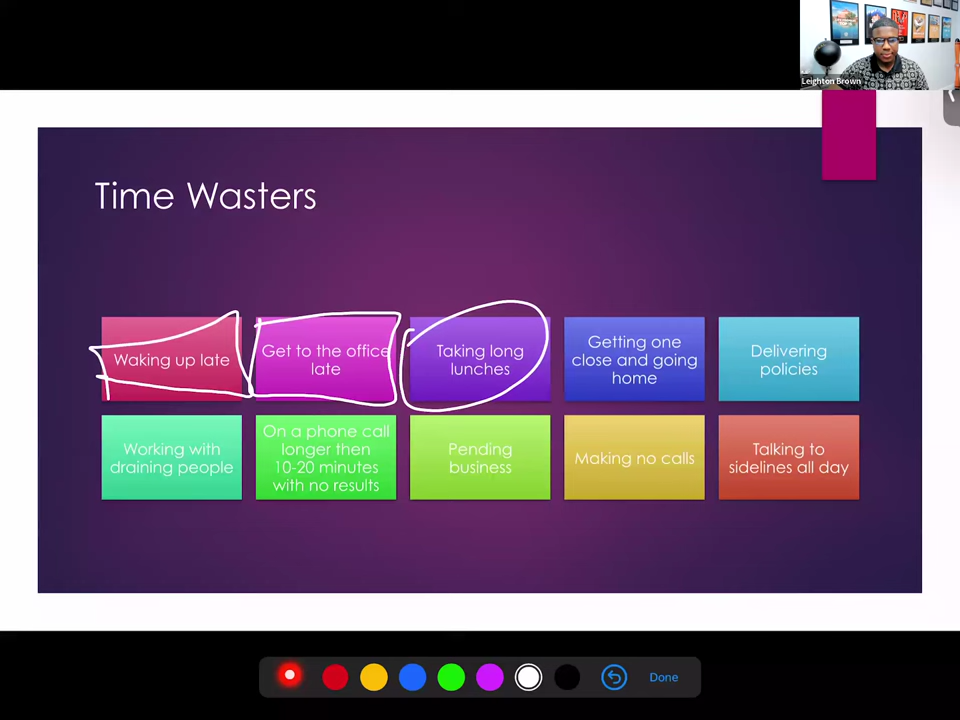 Leighton Brown
Time Wasters
Waking up late
Get to the office
late
Taking long
lunches
Getting one
close and going
home
Delivering
policies
Working with
draining people
On a phone call
longer then
10-20 minutes
with no results
Pending
business
Making no calls
Talking to
sidelines all day
Done